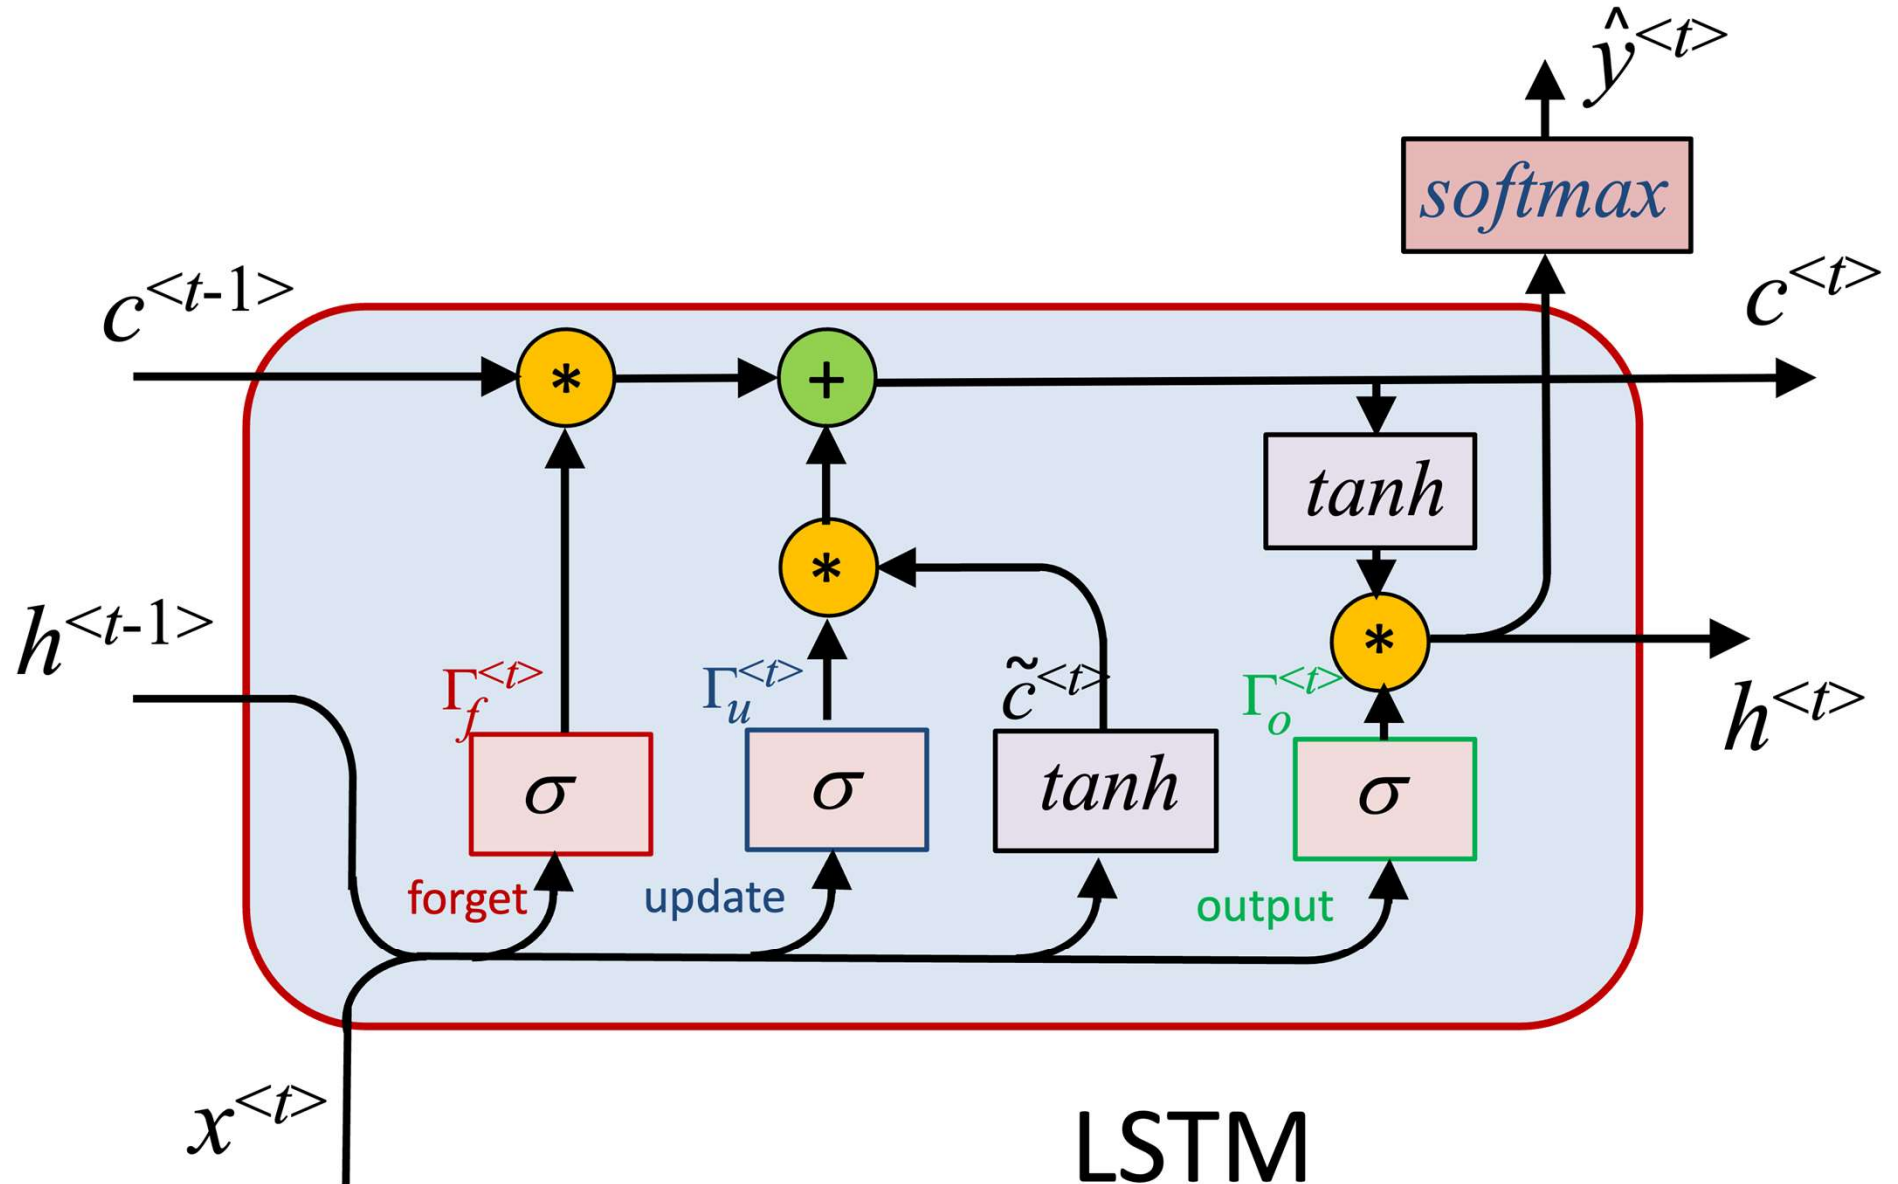 ŷ<t>
softmax
c<t-1>
c<t>
*
+
tanh
*
*
h<t-1>
Γf<t>
Γu<t>
c̃<t>
Γo<t>
h<t>
σ
σ
tanh
σ
forget
update
output
x<t>
LSTM